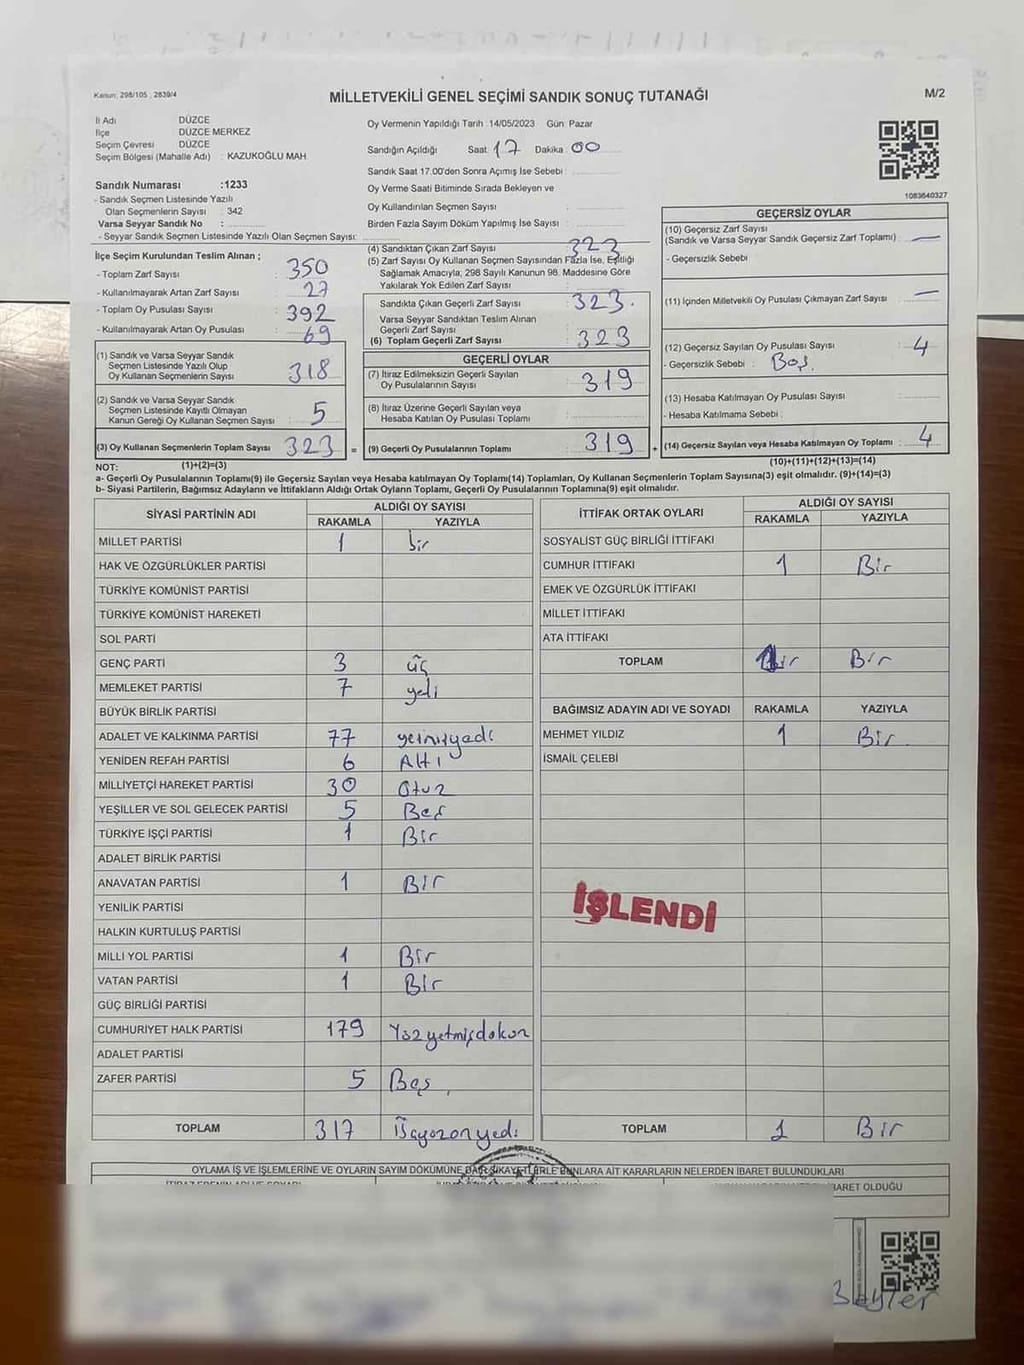 Kanun: 298/105 ; 2839/4
MİLLETVEKİLİ GENEL SEÇİMİ SANDIK SONUÇ TUTANAĞI
M/2
İl Adı DÜZCE
İlçe DÜZCE MERKEZ
Seçim Çevresi DÜZCE
Seçim Bölgesi (Mahalle Adı) : KAZUKOĞLU MAH
Sandık Numarası :1233
- Sandık Seçmen Listesinde Yazılı
Olan Seçmenlerin Sayısı : 342
Varsa Seyyar Sandık No :
- Seyyar Sandık Seçmen Listesinde Yazılı Olan Seçmen Sayısı:
Oy Vermenin Yapıldığı Tarih :14/05/2023 Gün: Pazar
Sandığın Açıldığı Saat: 17 Dakika: 00
Sandık Saat 17.00'den Sonra Açımış İse Sebebi :
Oy Verme Saati Bitiminde Sırada Bekleyen ve
Oy Kullandırılan Seçmen Sayısı :
Birden Fazla Sayım Döküm Yapılmış İse Sayısı :
1083640327
İlçe Seçim Kurulundan Teslim Alınan ;
- Toplam Zarf Sayısı : 350
- Kullanılmayarak Artan Zarf Sayısı : 27
- Toplam Oy Pusulası Sayısı : 392
- Kullanılmayarak Artan Oy Pusulası : 69
(1) Sandık ve Varsa Seyyar Sandık
Seçmen Listesinde Yazılı Olup
Oy Kullanan Seçmenlerin Sayısı : 318
(2) Sandık ve Varsa Seyyar Sandık
Seçmen Listesinde Kayıtlı Olmayan
Kanun Gereği Oy Kullanan Seçmen Sayısı : 5
(3) Oy Kullanan Seçmenlerin Toplam Sayısı : 323 =
(4) Sandıktan Çıkan Zarf Sayısı : 323
(5) Zarf Sayısı Oy Kullanan Seçmen Sayısından Fazla İse, Eşitliği
Sağlamak Amacıyla, 298 Sayılı Kanunun 98. Maddesine Göre
Yakılarak Yok Edilen Zarf Sayısı :
Sandıkta Çıkan Geçerli Zarf Sayısı : 323.
Varsa Seyyar Sandıktan Teslim Alınan
Geçerli Zarf Sayısı :
(6) Toplam Geçerli Zarf Sayısı : 323
GEÇERLİ OYLAR
(7) İtiraz Edilmeksizin Geçerli Sayılan
Oy Pusulalarının Sayısı : 319
(8) İtiraz Üzerine Geçerli Sayılan veya
Hesaba Katılan Oy Pusulası Toplamı :
(9) Geçerli Oy Pusulalarının Toplamı : 319 +
GEÇERSİZ OYLAR
(10) Geçersiz Zarf Sayısı
(Sandık ve Varsa Seyyar Sandık Geçersiz Zarf Toplamı) : —
- Geçersizlik Sebebi
(11) İçinden Milletvekili Oy Pusulası Çıkmayan Zarf Sayısı : —
(12) Geçersiz Sayılan Oy Pusulası Sayısı : 4
- Geçersizlik Sebebi : Boş.
(13) Hesaba Katılmayan Oy Pusulası Sayısı :
- Hesaba Katılmama Sebebi :
(14) Geçersiz Sayılan veya Hesaba Katılmayan Oy Toplamı : 4
NOT: (1)+(2)=(3) (10)+(11)+(12)+(13)=(14)
a- Geçerli Oy Pusulalarının Toplamı(9) ile Geçersiz Sayılan veya Hesaba katılmayan Oy Toplamı(14) Toplamları, Oy Kullanan Seçmenlerin Toplam Sayısına(3) eşit olmalıdır. (9)+(14)=(3)
b- Siyasi Partilerin, Bağımsız Adayların ve İttifakların Aldığı Ortak Oyların Toplamı, Geçerli Oy Pusulalarının Toplamına(9) eşit olmalıdır.
SİYASİ PARTİNİN ADI ALDIĞI OY SAYISI
RAKAMLA YAZIYLA
MİLLET PARTİSİ 1 bir
HAK VE ÖZGÜRLÜKLER PARTİSİ
TÜRKİYE KOMÜNİST PARTİSİ
TÜRKİYE KOMÜNİST HAREKETİ
SOL PARTİ
GENÇ PARTİ 3 üç
MEMLEKET PARTİSİ 7 yedi
BÜYÜK BİRLİK PARTİSİ
ADALET VE KALKINMA PARTİSİ 77 yetmişyedi
YENİDEN REFAH PARTİSİ 6 Altı
MİLLİYETÇİ HAREKET PARTİSİ 30 Otuz
YEŞİLLER VE SOL GELECEK PARTİSİ 5 Beş
TÜRKİYE İŞÇİ PARTİSİ 1 Bir
ADALET BİRLİK PARTİSİ
ANAVATAN PARTİSİ 1 Bir
YENİLİK PARTİSİ
HALKIN KURTULUŞ PARTİSİ
MİLLİ YOL PARTİSİ 1 Bir
VATAN PARTİSİ 1 Bir
GÜÇ BİRLİĞİ PARTİSİ
CUMHURİYET HALK PARTİSİ 179 Yüzyetmişdokuz
ADALET PARTİSİ
ZAFER PARTİSİ 5 Beş
TOPLAM 317 Üçyüzonyedi
İTTİFAK ORTAK OYLARI ALDIĞI OY SAYISI
RAKAMLA YAZIYLA
SOSYALİST GÜÇ BİRLİĞİ İTTİFAKI
CUMHUR İTTİFAKI 1 Bir
EMEK VE ÖZGÜRLÜK İTTİFAKI
MİLLET İTTİFAKI
ATA İTTİFAKI
TOPLAM 1 Bir
BAĞIMSIZ ADAYIN ADI VE SOYADI RAKAMLA YAZIYLA
MEHMET YILDIZ 1 Bir.
İSMAİL ÇELEBİ
İŞLENDİ
TOPLAM 1 Bir
OYLAMA İŞ VE İŞLEMLERİNE VE OYLARIN SAYIM DÖKÜMÜNE DAİR ŞİKAYETLERLE BUNLARA AİT KARARLARIN NELERDEN İBARET BULUNDUKLARI
İBARET OLDUĞU